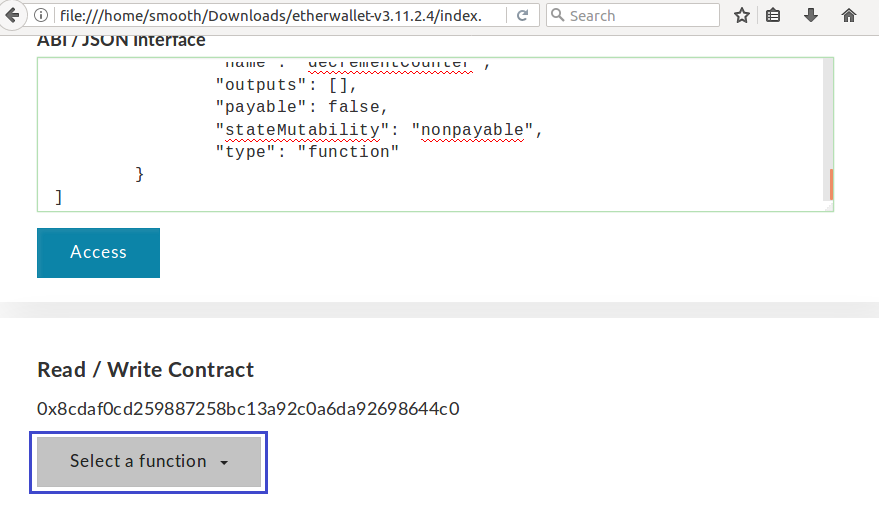 file:///home/smooth/Downloads/etherwallet-v3.11.2.4/index.
Search
ABI / JSON Interface
"name": "decrementCounter",
"outputs": [],
"payable": false,
"stateMutability": "nonpayable",
"type": "function"
}
]
Access
Read / Write Contract
0x8cdaf0cd259887258bc13a92c0a6da92698644c0
Select a function